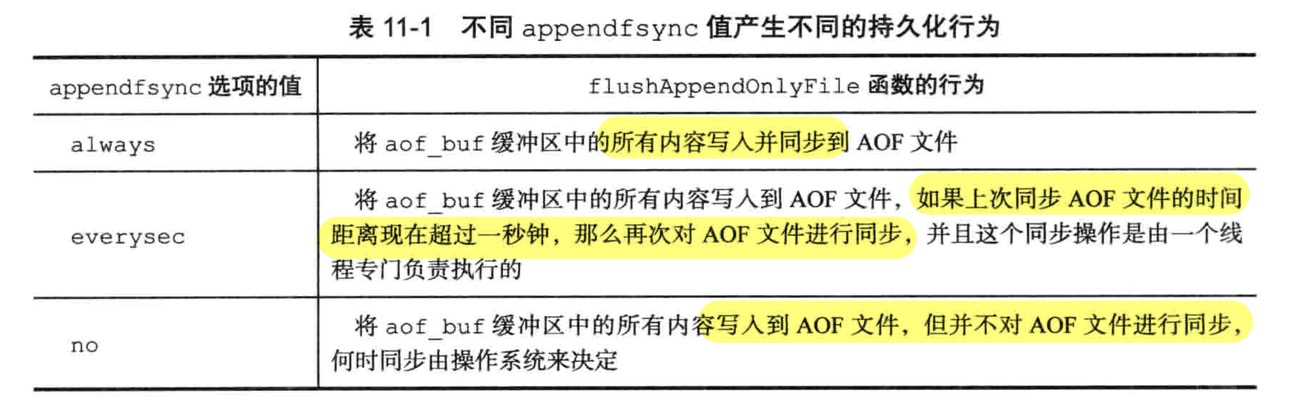 表 11-1 不同 appendfsync 值产生不同的持久化行为
appendfsync 选项的值
flushAppendOnlyFile 函数的行为
always
将 aof_buf 缓冲区中的所有内容写入并同步到 AOF 文件
everysec
将 aof_buf 缓冲区中的所有内容写入到 AOF 文件，如果上次同步 AOF 文件的时间
距离现在超过一秒钟，那么再次对 AOF 文件进行同步，并且这个同步操作是由一个线
程专门负责执行的
no
将 aof_buf 缓冲区中的所有内容写入到 AOF 文件，但并不对 AOF 文件进行同步，
何时同步由操作系统来决定